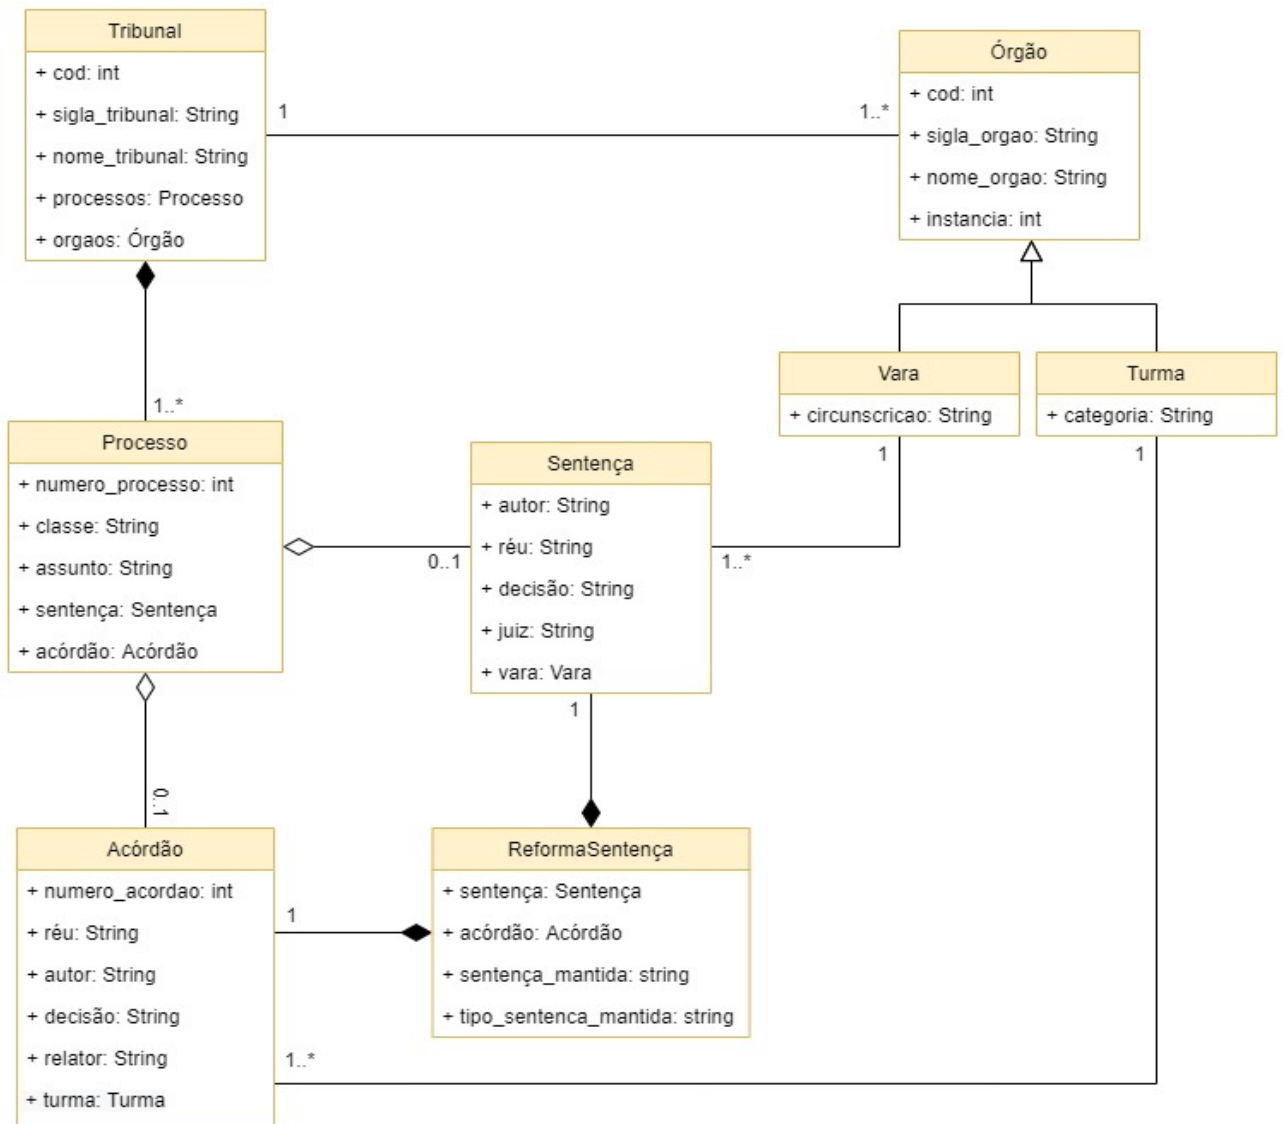 Tribunal
+ cod: int
+ sigla_tribunal: String
+ nome_tribunal: String
+ processos: Processo
+ orgaos: Órgão
1
1..*
Órgão
+ cod: int
+ sigla_orgao: String
+ nome_orgao: String
+ instancia: int
1..*
Vara
+ circunscricao: String
1
Turma
+ categoria: String
1
Processo
+ numero_processo: int
+ classe: String
+ assunto: String
+ sentença: Sentença
+ acórdão: Acórdão
0..1
Sentença
+ autor: String
+ réu: String
+ decisão: String
+ juiz: String
+ vara: Vara
1..*
1
0..1
Acórdão
+ numero_acordao: int
+ réu: String
+ autor: String
+ decisão: String
+ relator: String
+ turma: Turma
1
1..*
ReformaSentença
+ sentença: Sentença
+ acórdão: Acórdão
+ sentença_mantida: string
+ tipo_sentenca_mantida: string